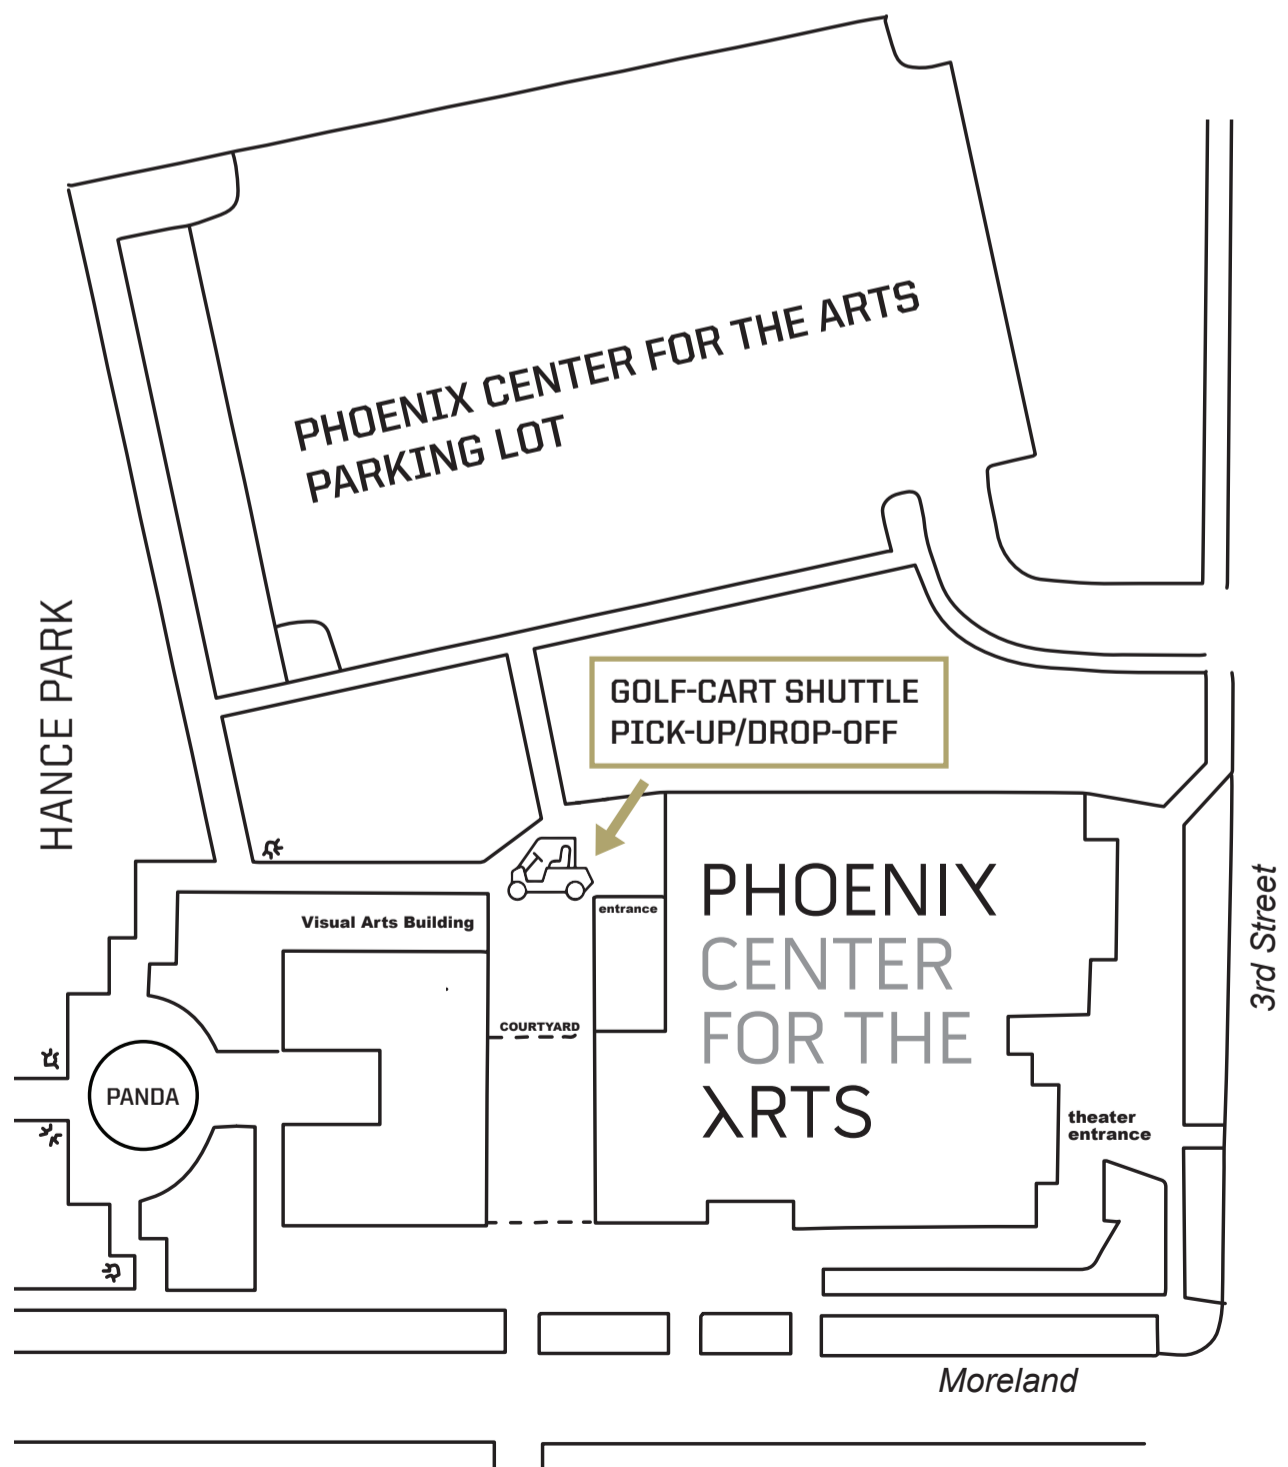 PHOENIX CENTER FOR THE ARTS
PARKING LOT
HANCE PARK
GOLF-CART SHUTTLE
PICK-UP/DROP-OFF
PHOENIX
CENTER
FOR THE
ARTS
entrance
Visual Arts Building
COURTYARD
PANDA
theater
entrance
3rd Street
Moreland